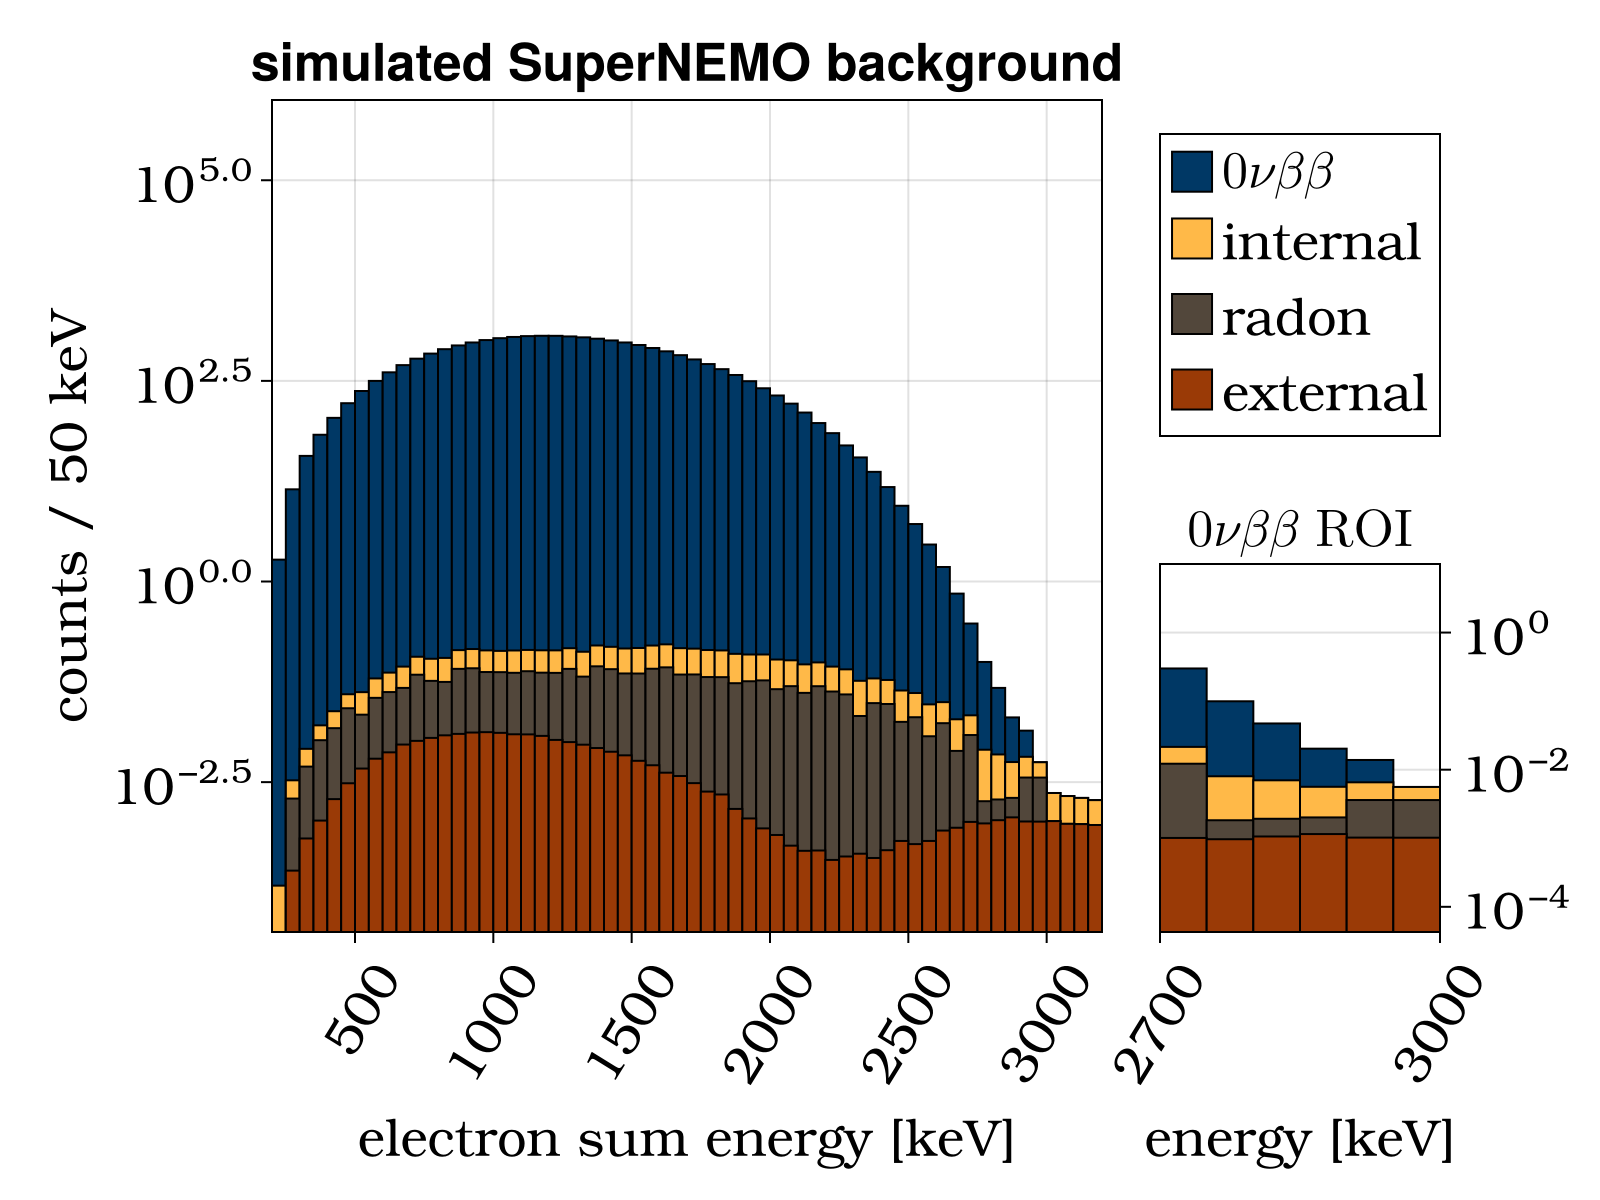 simulated SuperNEMO background
counts / 50 keV
10^5.0
10^2.5
10^0.0
10^−2.5
500
1000
1500
2000
2500
3000
electron sum energy [keV]
0νββ
internal
radon
external
0νββ ROI
10^0
10^−2
10^−4
2700
3000
energy [keV]